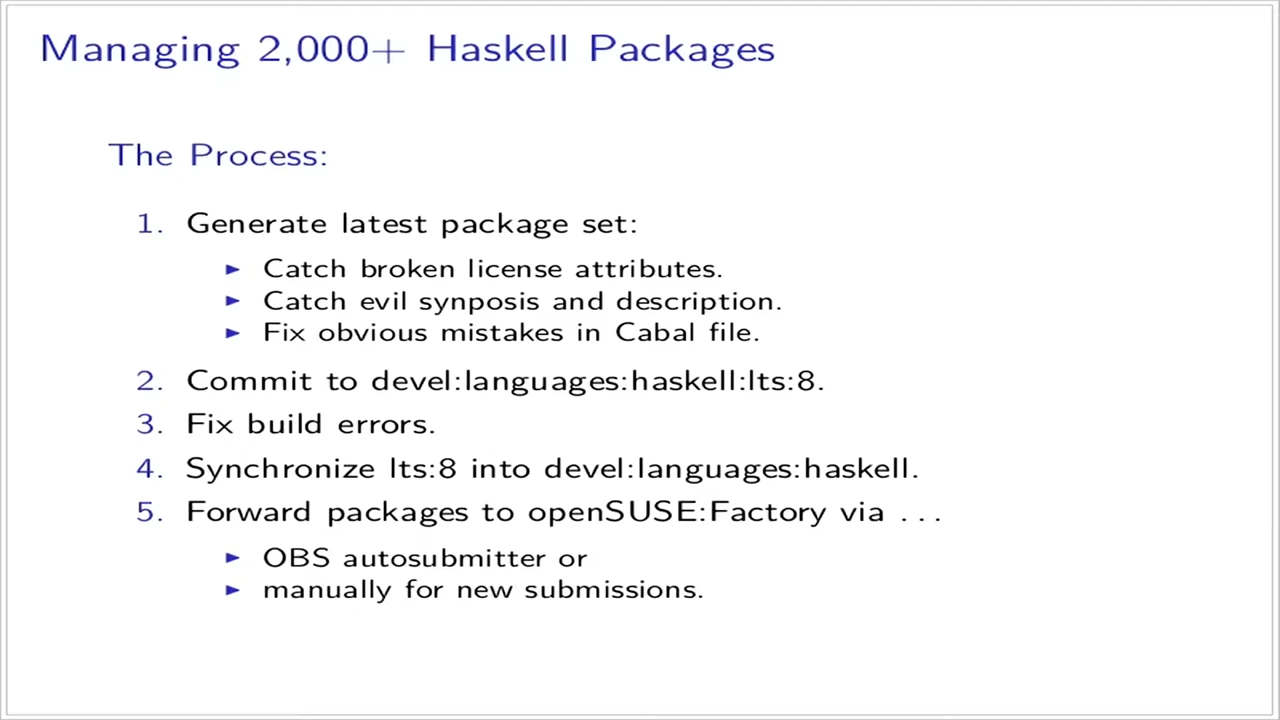 Managing 2,000+ Haskell Packages
The Process:
1. Generate latest package set:
▶ Catch broken license attributes.
▶ Catch evil synposis and description.
▶ Fix obvious mistakes in Cabal file.
2. Commit to devel:languages:haskell:lts:8.
3. Fix build errors.
4. Synchronize lts:8 into devel:languages:haskell.
5. Forward packages to openSUSE:Factory via ...
▶ OBS autosubmitter or
▶ manually for new submissions.